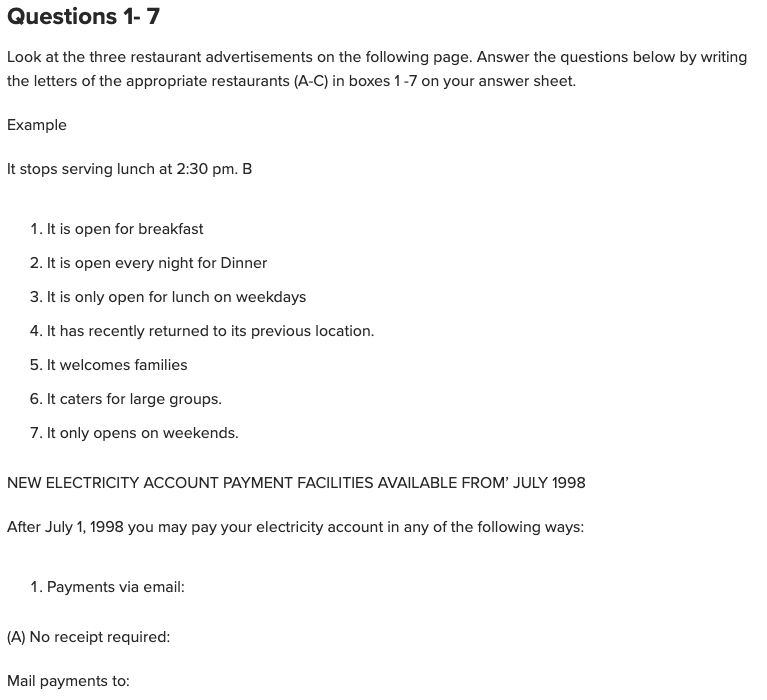 Questions 1- 7
Look at the three restaurant advertisements on the following page. Answer the questions below by writing
the letters of the appropriate restaurants (A-C) in boxes 1 -7 on your answer sheet.
Example
It stops serving lunch at 2:30 pm. B
1. It is open for breakfast
2. It is open every night for Dinner
3. It is only open for lunch on weekdays
4. It has recently returned to its previous location.
5. It welcomes families
6. It caters for large groups.
7. It only opens on weekends.
NEW ELECTRICITY ACCOUNT PAYMENT FACILITIES AVAILABLE FROM’ JULY 1998
After July 1, 1998 you may pay your electricity account in any of the following ways:
1. Payments via email:
(A) No receipt required:
Mail payments to: